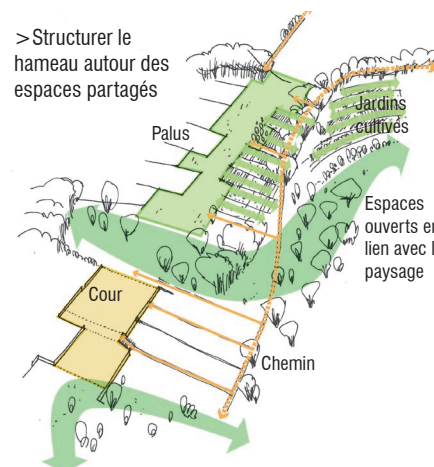 >Structurer le
hameau autour des
espaces partagés
Palus
Jardins
cultivés
Espaces
ouverts en
lien avec l
paysage
Cour
Chemin